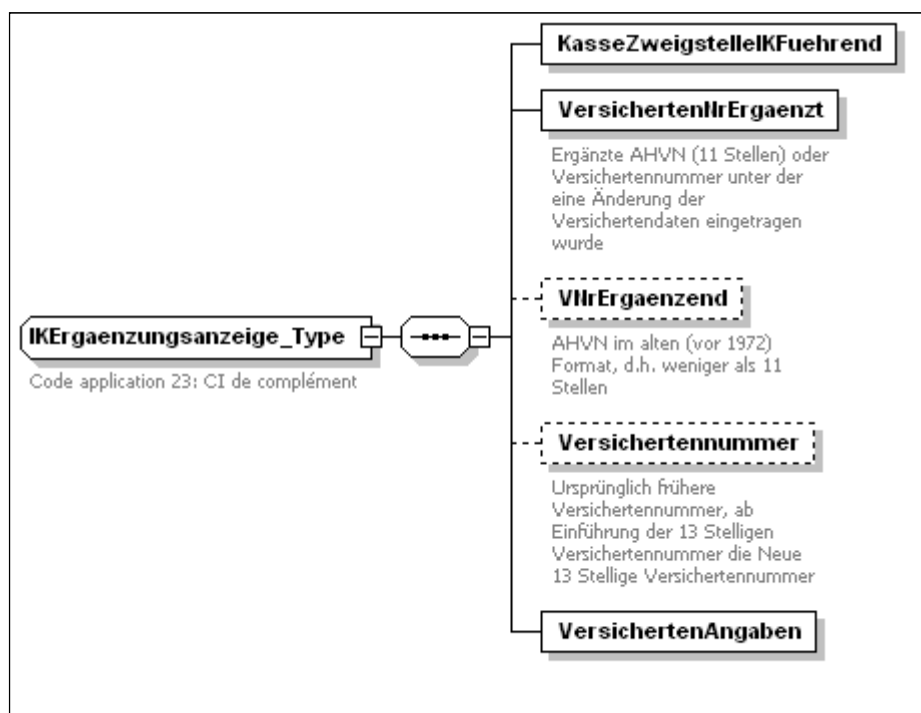 KasseZweigstelleIKFuehrend
VersichertenNrErgaenzt
Ergänzte AHVN (11 Stellen) oder
Versichertennummer unter der
eine Änderung der
Versichertendaten eingetragen
wurde
VNrErgaenzend
AHVN im alten (vor 1972)
Format, d.h. weniger als 11
Stellen
IKErgaenzungsanzeige_Type
Code application 23: CI de complément
Versichertennummer
Ursprünglich frühere
Versichertennummer, ab
Einführung der 13 Stelligen
Versichertennummer die Neue
13 Stellige Versichertennummer
VersichertenAngaben